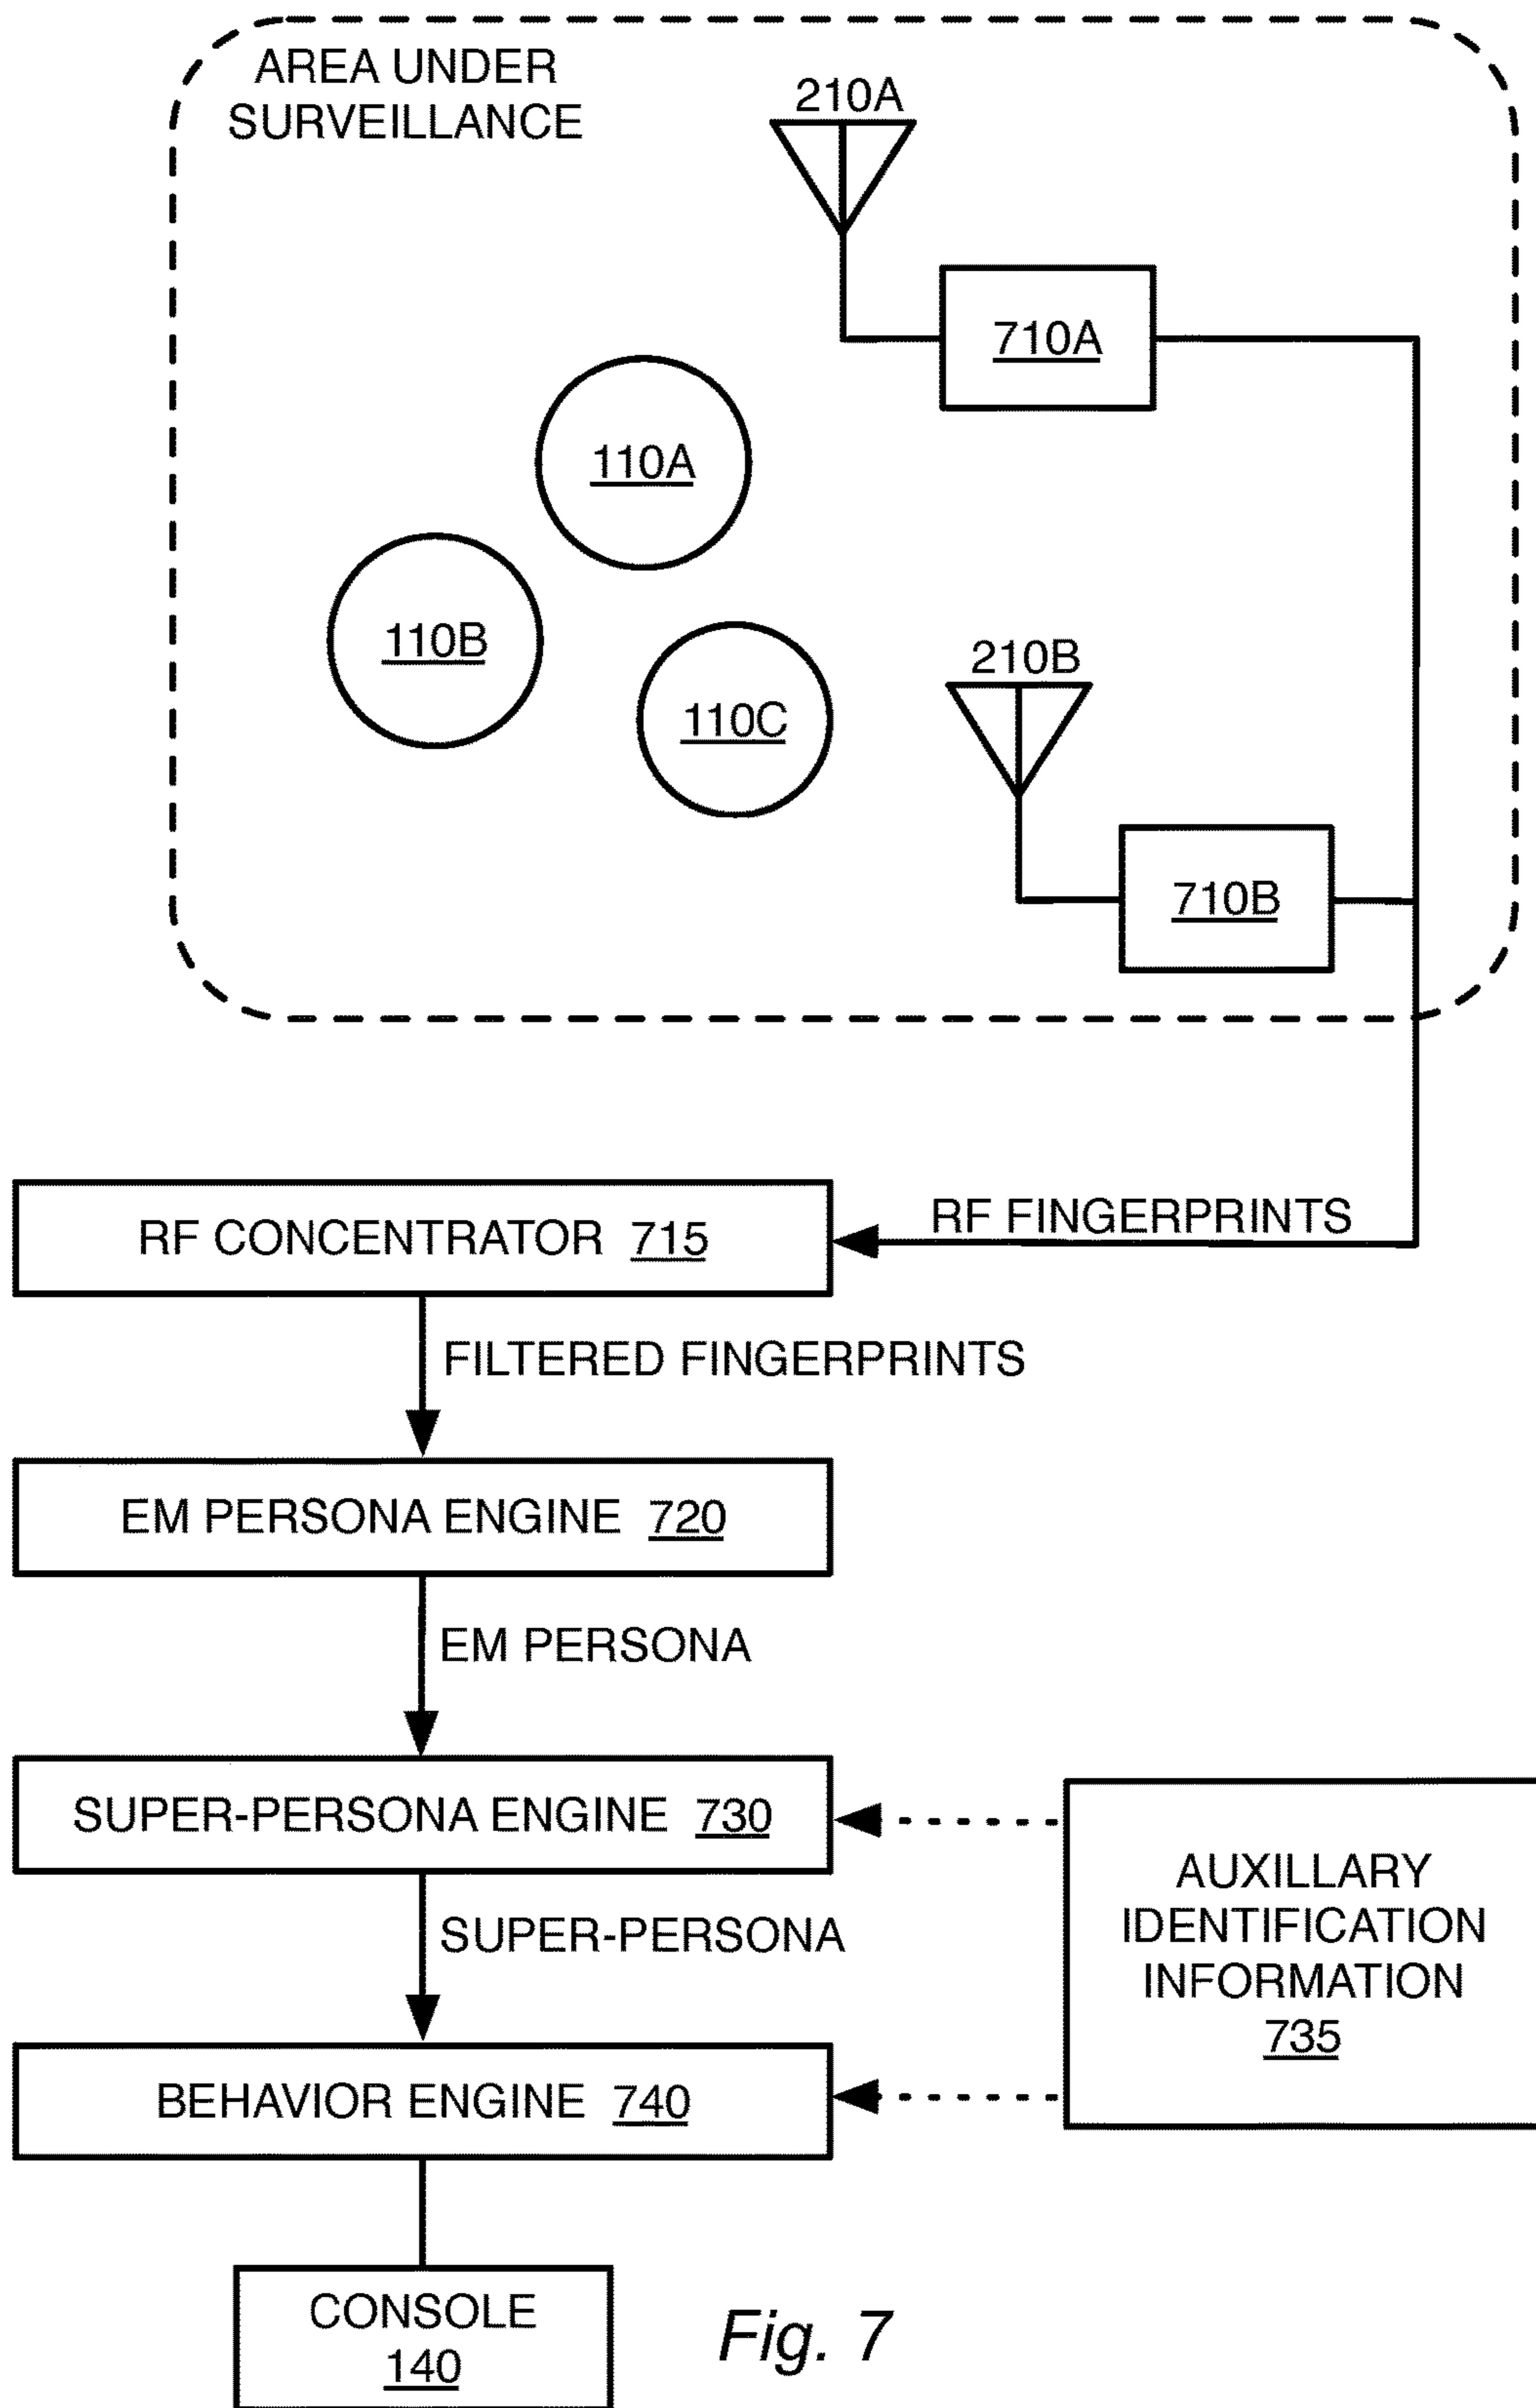 AREA UNDER
SURVEILLANCE
210A
710A
110A
110B
210B
110C
710B
RF FINGERPRINTS
RF CONCENTRATOR 715
FILTERED FINGERPRINTS
EM PERSONA ENGINE 720
EM PERSONA
SUPER-PERSONA ENGINE 730
AUXILLARY
IDENTIFICATION
INFORMATION
735
SUPER-PERSONA
BEHAVIOR ENGINE 740
CONSOLE
140
Fig. 7